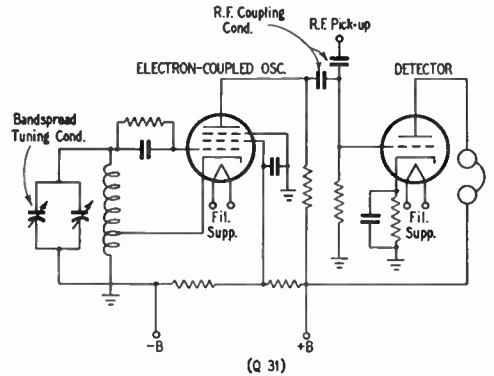 R.F. Coupling
Cond.
R.F. Pick-up
ELECTRON-COUPLED OSC.
DETECTOR
Bandspread
Tuning Cond.
Fil.
Supp.
Fil.
Supp.
-B
+B
(Q 31)